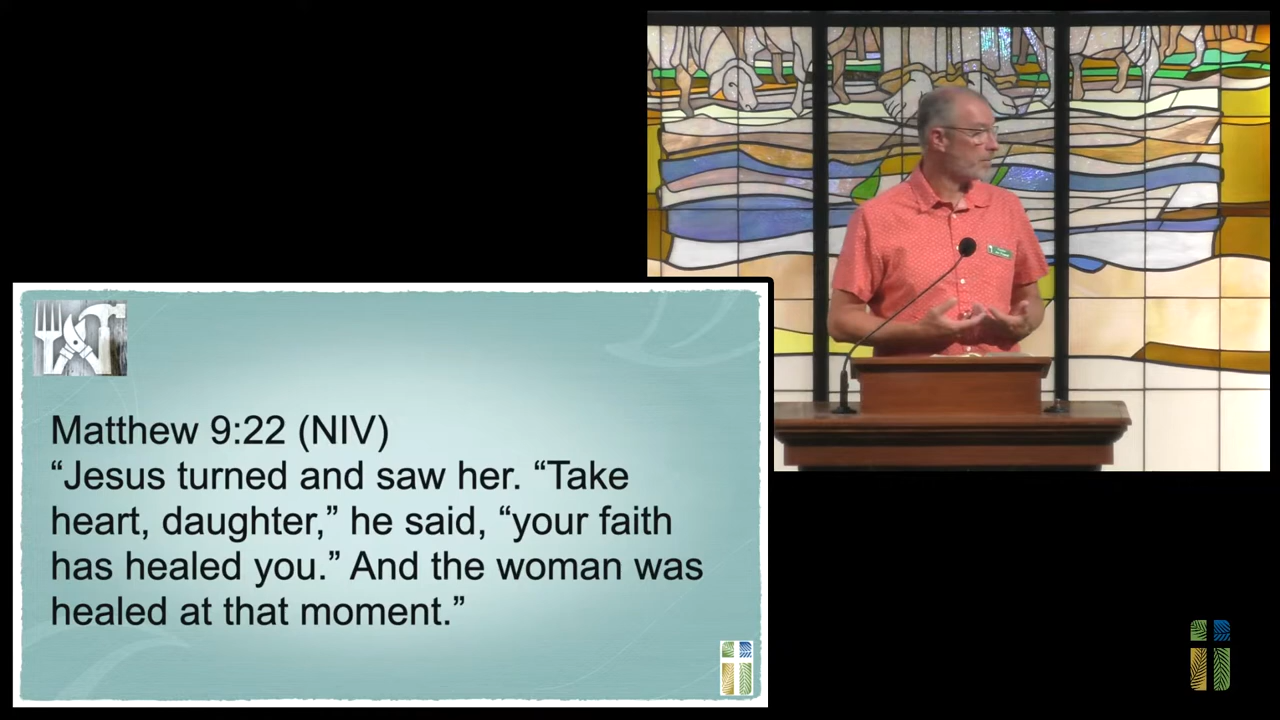 Matthew 9:22 (NIV)
“Jesus turned and saw her. “Take
heart, daughter,” he said, “your faith
has healed you.” And the woman was
healed at that moment.”